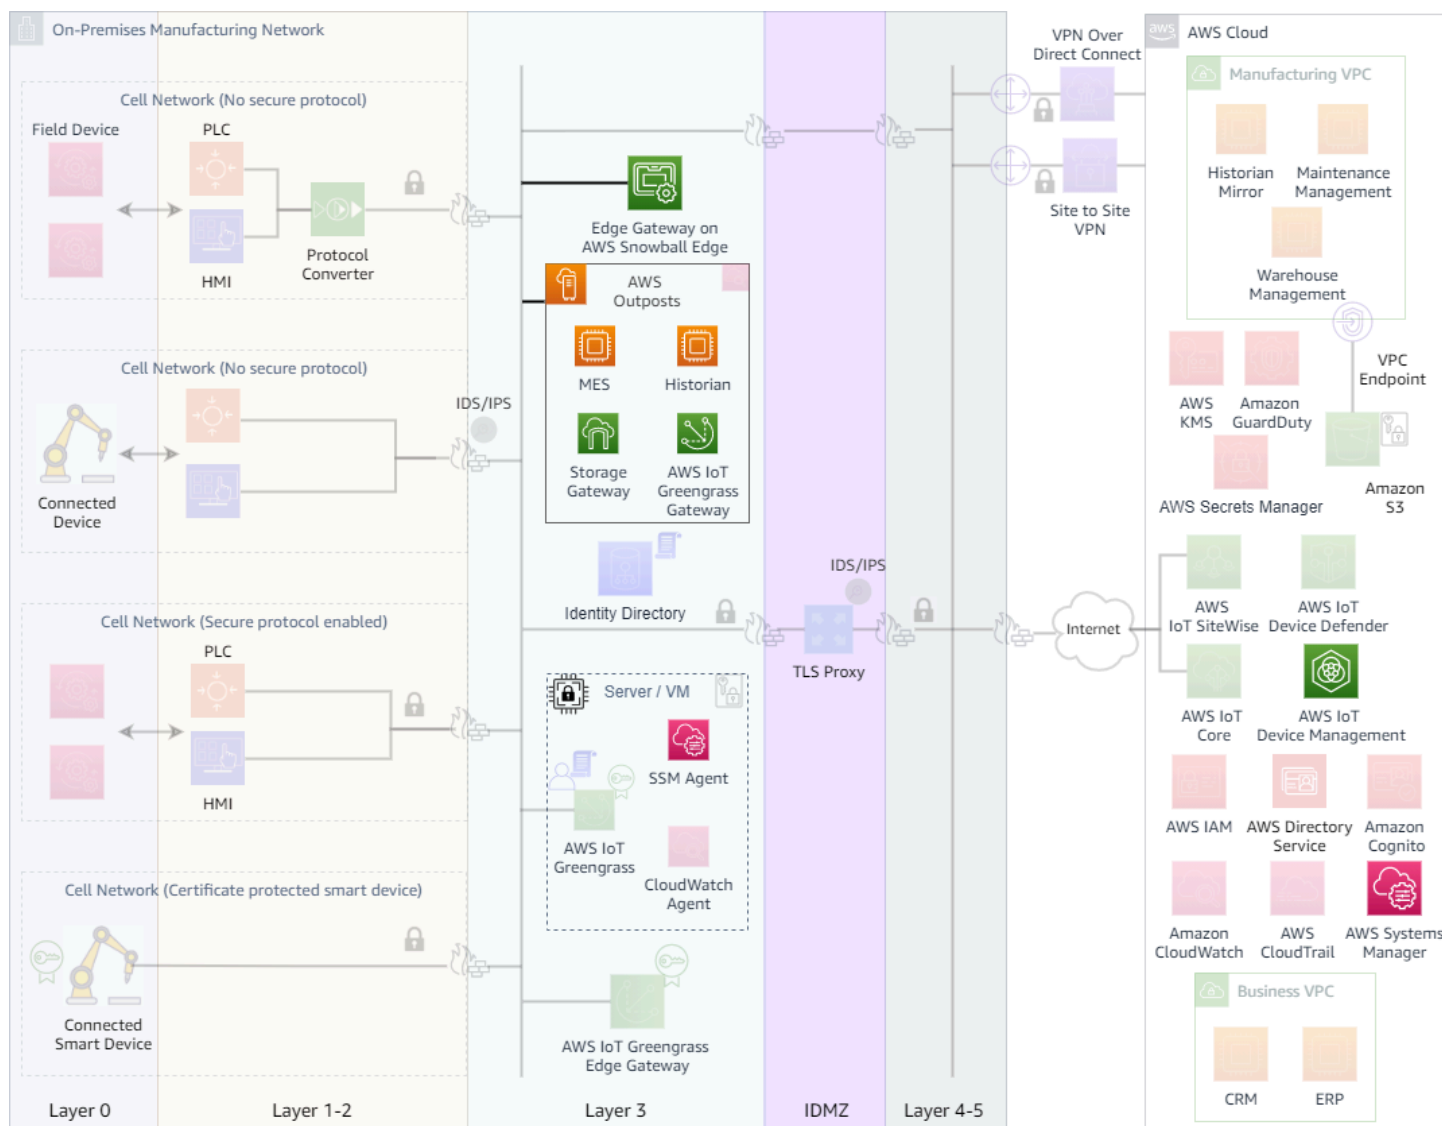 On-Premises Manufacturing Network
Cell Network (No secure protocol)
Field Device
PLC
HMI
Protocol
Converter
Cell Network (No secure protocol)
IDS/IPS
Connected
Device
Cell Network (Secure protocol enabled)
PLC
HMI
Cell Network (Certificate protected smart device)
Connected
Smart Device
Edge Gateway on
AWS Snowball Edge
AWS
Outposts
MES
Historian
Storage
Gateway
AWS IoT
Greengrass
Gateway
Identity Directory
Server / VM
SSM Agent
AWS IoT
Greengrass
CloudWatch
Agent
AWS IoT Greengrass
Edge Gateway
IDS/IPS
TLS Proxy
VPN Over
Direct Connect
Site to Site
VPN
Internet
aws
AWS Cloud
Manufacturing VPC
Historian
Mirror
Maintenance
Management
Warehouse
Management
VPC
Endpoint
AWS
KMS
Amazon
GuardDuty
AWS Secrets Manager
Amazon
S3
AWS
IoT SiteWise
AWS IoT
Device Defender
AWS IoT
Core
AWS IoT
Device Management
AWS IAM
AWS Directory
Service
Amazon
Cognito
Amazon
CloudWatch
AWS
CloudTrail
AWS Systems
Manager
Business VPC
CRM
ERP
Layer 0
Layer 1-2
Layer 3
IDMZ
Layer 4-5